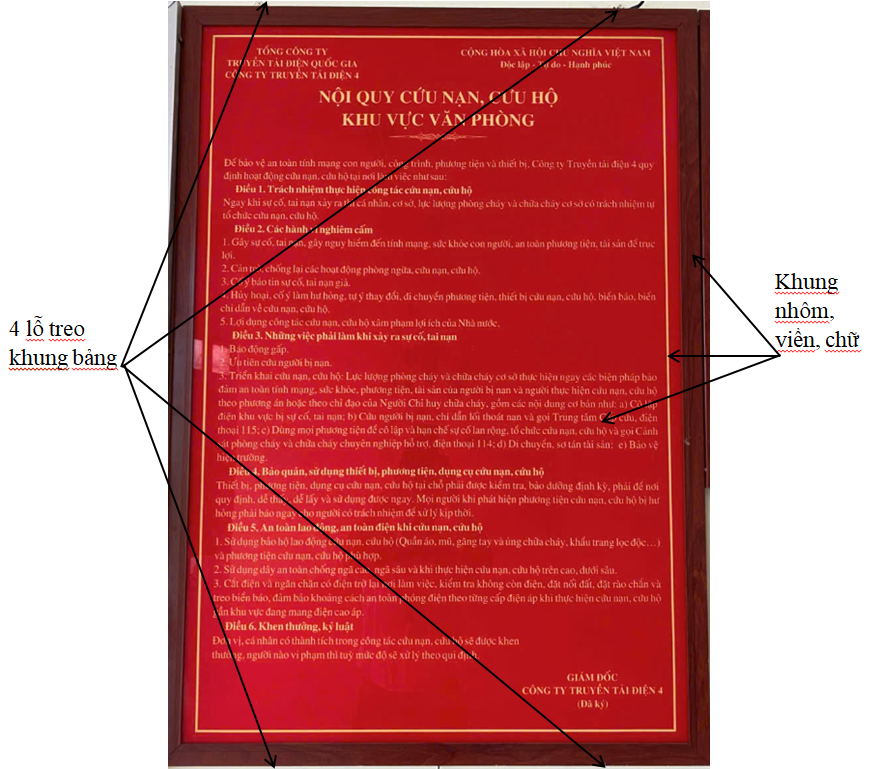 TỔNG CÔNG TY
TRUYỀN TẢI ĐIỆN QUỐC GIA
CÔNG TY TRUYỀN TẢI ĐIỆN 4
CỘNG HÒA XÃ HỘI CHỦ NGHĨA VIỆT NAM
Độc lập - Tự do - Hạnh phúc
NỘI QUY CỨU NẠN, CỨU HỘ
KHU VỰC VĂN PHÒNG
Để bảo vệ an toàn tính mạng con người, công trình, phương tiện và thiết bị, Công ty Truyền tải điện 4 quy
định hoạt động cứu nạn, cứu hộ tại nơi làm việc như sau:
Điều 1. Trách nhiệm thực hiện công tác cứu nạn, cứu hộ
Ngay khi sự cố, tai nạn xảy ra thì cá nhân, cơ sở, lực lượng phòng cháy và chữa cháy cơ sở có trách nhiệm tự
tổ chức cứu nạn, cứu hộ.
Điều 2. Các hành vi nghiêm cấm
1. Gây sự cố, tai nạn, gây nguy hiểm đến tính mạng, sức khỏe con người, an toàn phương tiện, tài sản để trục
lợi.
2. Cản trở, chống lại các hoạt động phòng ngừa, cứu nạn, cứu hộ.
3. Cố ý báo tin sự cố, tai nạn giả.
4. Hủy hoại, cố ý làm hư hỏng, tự ý thay đổi, di chuyển phương tiện, thiết bị cứu nạn, cứu hộ, biển báo, biển
chỉ dẫn về cứu nạn, cứu hộ.
5. Lợi dụng công tác cứu nạn, cứu hộ xâm phạm lợi ích của Nhà nước.
Điều 3. Những việc phải làm khi xảy ra sự cố, tai nạn
1. Báo động gấp.
2. Ưu tiên cứu người bị nạn.
3. Triển khai cứu nạn, cứu hộ: Lực lượng phòng cháy và chữa cháy cơ sở thực hiện ngay các biện pháp bảo
đảm an toàn tính mạng, sức khỏe, phương tiện, tài sản của người bị nạn và người thực hiện cứu nạn, cứu hộ
theo phương án hoặc theo chỉ đạo của Người Chỉ huy chữa cháy, gồm các nội dung cơ bản như: a) Cô lập
điện khu vực bị sự cố, tai nạn; b) Cứu người bị nạn, chỉ dẫn lối thoát nạn và gọi Trung tâm Cấp cứu, điện
thoại 115; c) Dùng mọi phương tiện để cô lập và hạn chế sự cố lan rộng, tổ chức cứu nạn, cứu hộ và gọi Cảnh
sát phòng cháy và chữa cháy chuyên nghiệp hỗ trợ, điện thoại 114; d) Di chuyển, sơ tán tài sản; e) Bảo vệ
hiện trường.
Điều 4. Bảo quản, sử dụng thiết bị, phương tiện, dụng cụ cứu nạn, cứu hộ
Thiết bị, phương tiện, dụng cụ cứu nạn, cứu hộ tại chỗ phải được kiểm tra, bảo dưỡng định kỳ, phải để nơi
quy định, dễ thấy, dễ lấy và sử dụng được ngay. Mọi người khi phát hiện phương tiện cứu nạn, cứu hộ bị hư
hỏng phải báo ngay cho người có trách nhiệm để xử lý kịp thời.
Điều 5. An toàn lao động, an toàn điện khi cứu nạn, cứu hộ
1. Sử dụng bảo hộ lao động cứu nạn, cứu hộ (Quần áo, mũ, găng tay và ủng chữa cháy, khẩu trang lọc độc...)
và phương tiện cứu nạn, cứu hộ phù hợp.
2. Sử dụng dây an toàn chống ngã cao, ngã sâu và khi thực hiện cứu nạn, cứu hộ trên cao, dưới sâu.
3. Cắt điện và ngăn chặn có điện trở lại nơi làm việc, kiểm tra không còn điện, đặt nối đất, đặt rào chắn và
treo biển báo, đảm bảo khoảng cách an toàn phóng điện theo từng cấp điện áp khi thực hiện cứu nạn, cứu hộ
gần khu vực đang mang điện cao áp.
Điều 6. Khen thưởng, kỷ luật
Đơn vị, cá nhân có thành tích trong công tác cứu nạn, cứu hộ sẽ được khen
thưởng, người nào vi phạm thì tuỳ mức độ sẽ xử lý theo qui định.
GIÁM ĐỐC
CÔNG TY TRUYỀN TẢI ĐIỆN 4
(Đã ký)
4 lỗ treo
khung bảng
Khung
nhôm,
viền, chữ